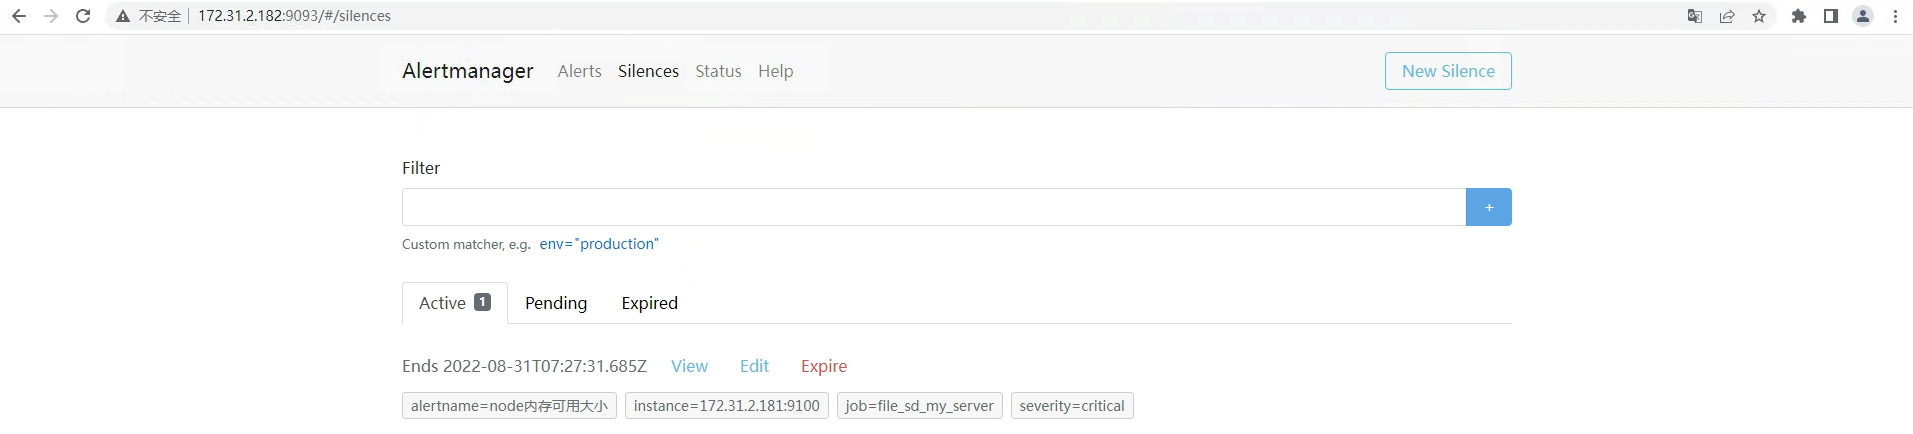 不安全 172.31.2.182:9093/#/silences
Alertmanager Alerts Silences Status Help New Silence
Filter
+
Custom matcher, e.g. env="production"
Active 1 Pending Expired
Ends 2022-08-31T07:27:31.685Z View Edit Expire
alertname=node内存可用大小 instance=172.31.2.181:9100 job=file_sd_my_server severity=critical